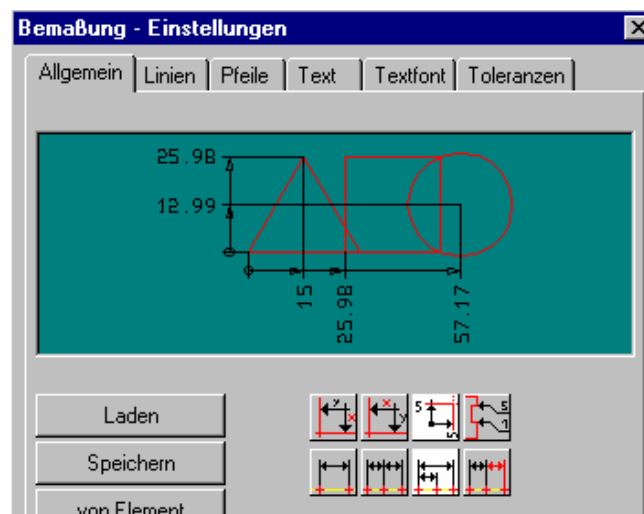 Bemaßung - Einstellungen
Allgemein Linien Pfeile Text Textfont Toleranzen
25.98
12.99
15
25.98
57.17
Laden
Speichern
von Element